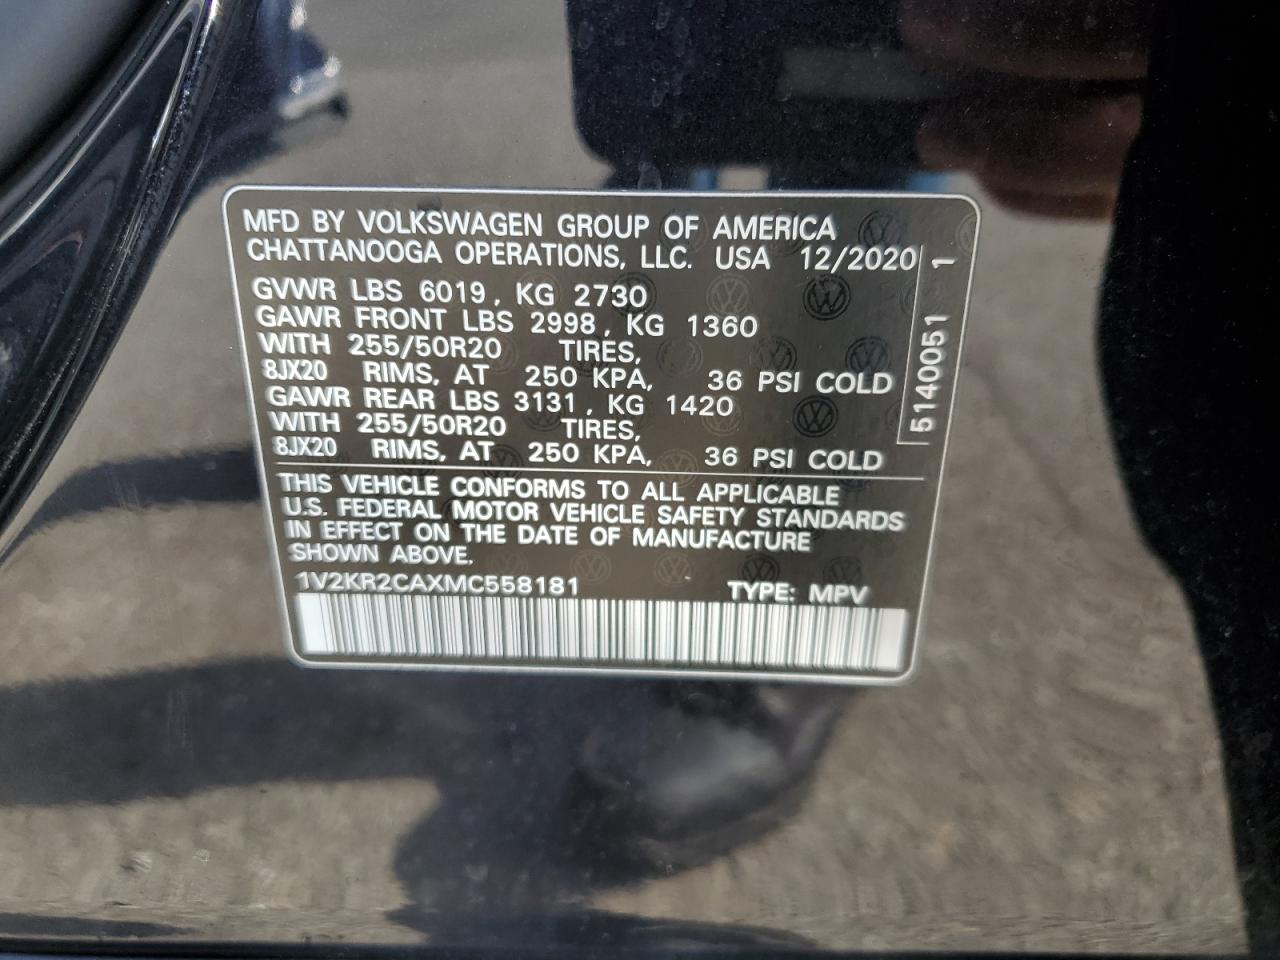 MFD BY VOLKSWAGEN GROUP OF AMERICA
CHATTANOOGA OPERATIONS, LLC. USA 12/2020
GVWR LBS 6019, KG 2730
GAWR FRONT LBS 2998, KG 1360
WITH 255/50R20 TIRES,
8JX20 RIMS, AT 250 KPA, 36 PSI COLD
GAWR REAR LBS 3131, KG 1420
WITH 255/50R20 TIRES,
8JX20 RIMS, AT 250 KPA, 36 PSI COLD
5140051 1
THIS VEHICLE CONFORMS TO ALL APPLICABLE
U.S. FEDERAL MOTOR VEHICLE SAFETY STANDARDS
IN EFFECT ON THE DATE OF MANUFACTURE
SHOWN ABOVE.
1V2KR2CAXMC558181 TYPE: MPV